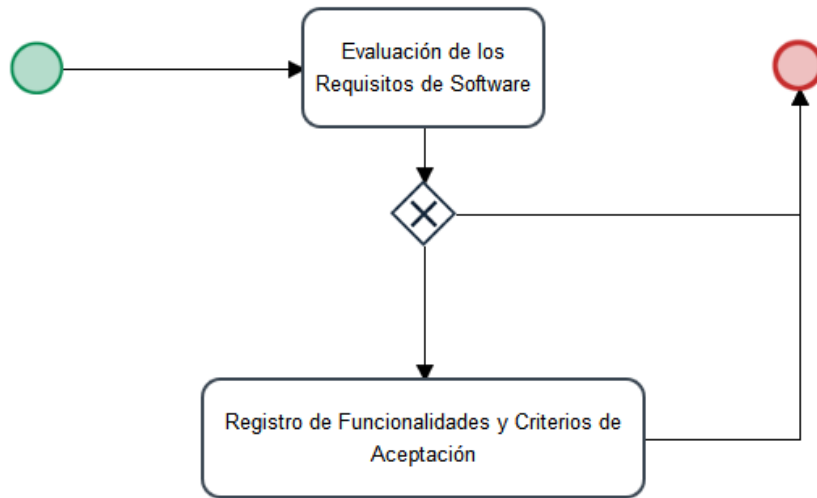 Evaluación de los
Requisitos de Software
Registro de Funcionalidades y Criterios de
Aceptación